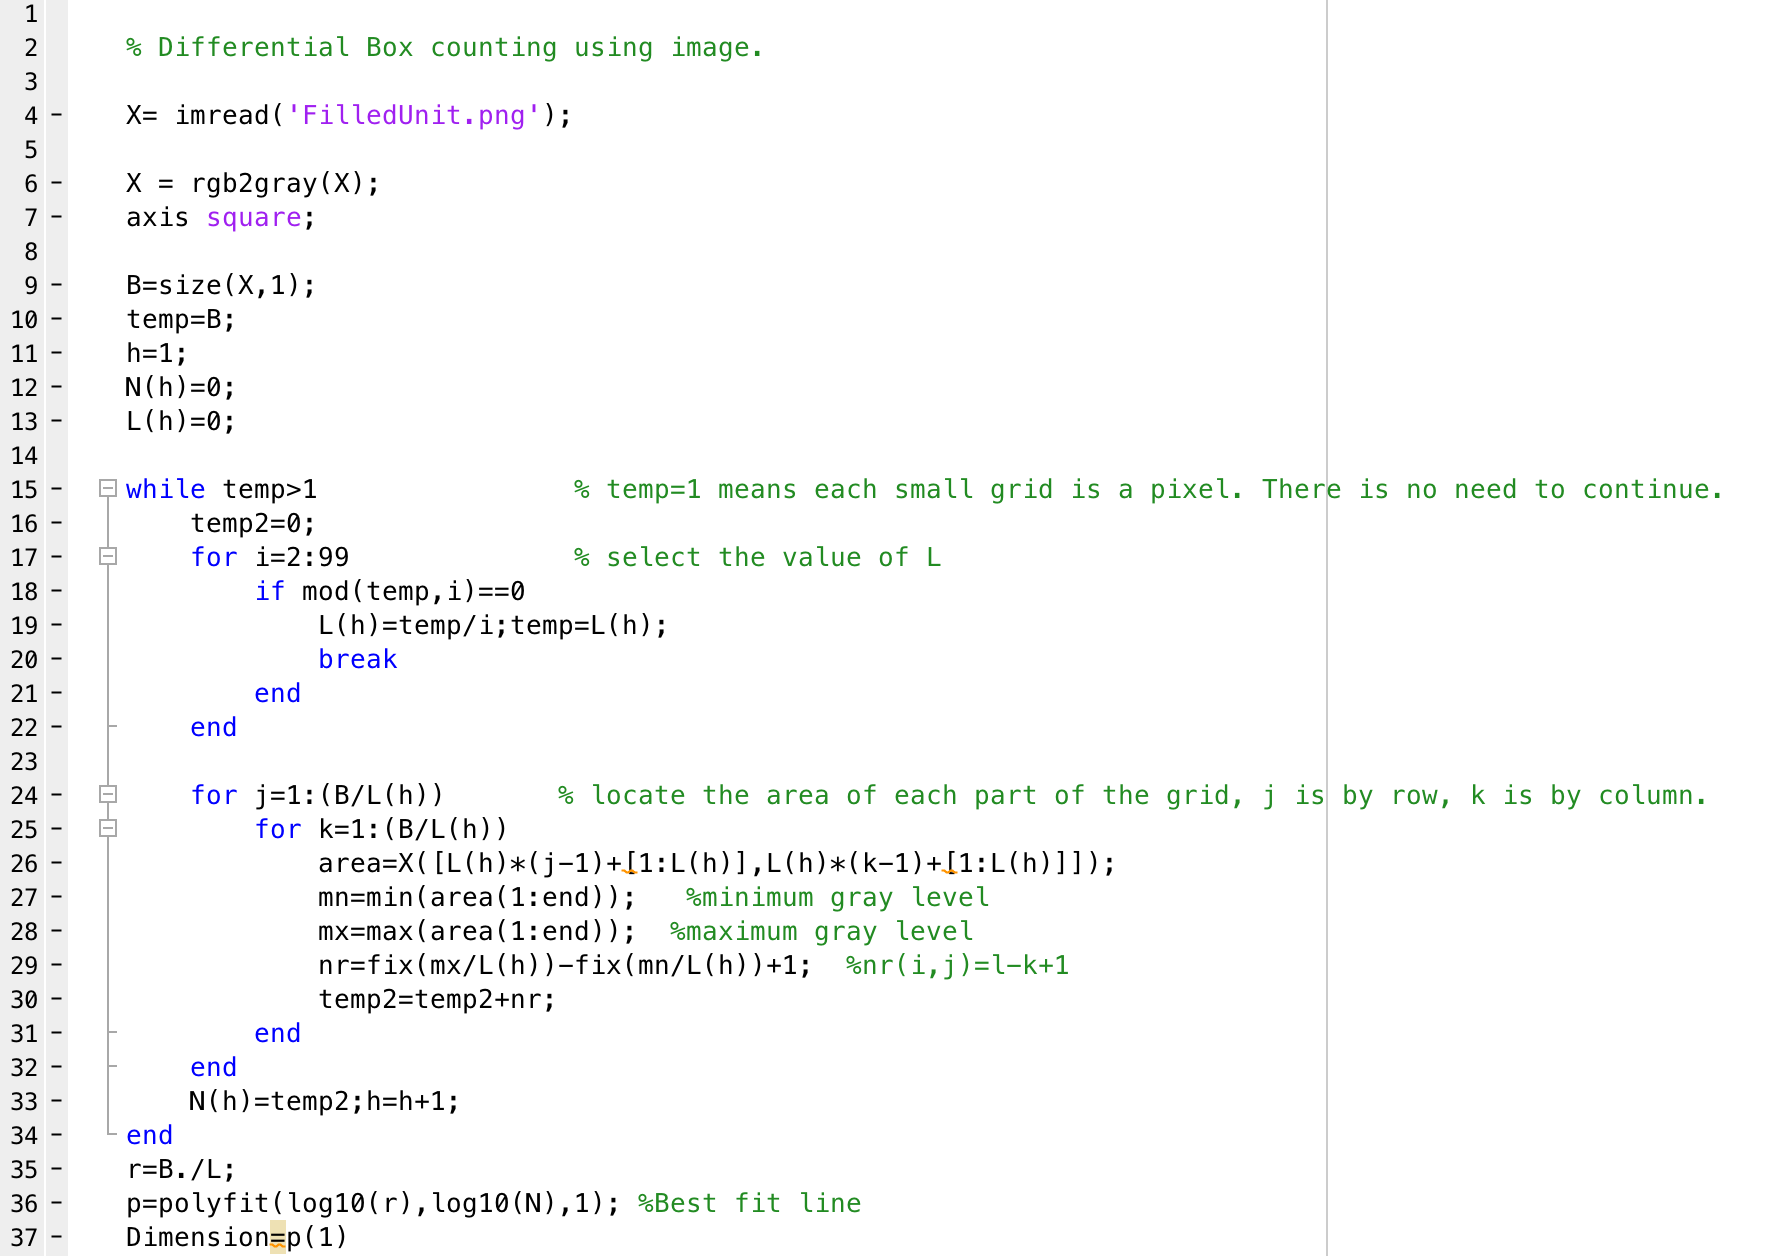 1
2 % Differential Box counting using image.
3
4 - X= imread('FilledUnit.png');
5
6 - X = rgb2gray(X);
7 - axis square;
8
9 - B=size(X,1);
10 - temp=B;
11 - h=1;
12 - N(h)=0;
13 - L(h)=0;
14
15 - while temp>1 % temp=1 means each small grid is a pixel. There is no need to continue.
16 - temp2=0;
17 - for i=2:99 % select the value of L
18 - if mod(temp,i)==0
19 - L(h)=temp/i;temp=L(h);
20 - break
21 - end
22 - end
23
24 - for j=1:(B/L(h)) % locate the area of each part of the grid, j is by row, k is by column.
25 - for k=1:(B/L(h))
26 - area=X([L(h)*(j-1)+[1:L(h)],L(h)*(k-1)+[1:L(h)]]);
27 - mn=min(area(1:end)); %minimum gray level
28 - mx=max(area(1:end)); %maximum gray level
29 - nr=fix(mx/L(h))-fix(mn/L(h))+1; %nr(i,j)=l-k+1
30 - temp2=temp2+nr;
31 - end
32 - end
33 - N(h)=temp2;h=h+1;
34 - end
35 - r=B./L;
36 - p=polyfit(log10(r),log10(N),1); %Best fit line
37 - Dimension=p(1)